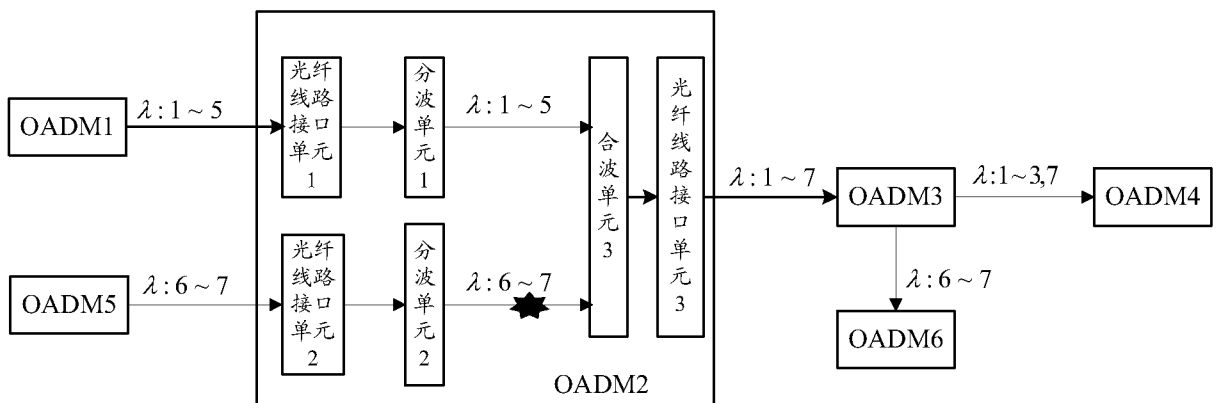 OADM1
λ: 1 ~ 5
光纤
线路
接口
单元
1
分波单元1
λ: 1 ~ 5
合波单元3
光纤线路接口单元3
λ: 1 ~ 7
OADM3
λ:1~3,7
OADM4
OADM5
λ: 6 ~ 7
光纤
线路
接口
单元
2
分波单元2
λ: 6 ~ 7
λ: 6 ~ 7
OADM6
OADM2